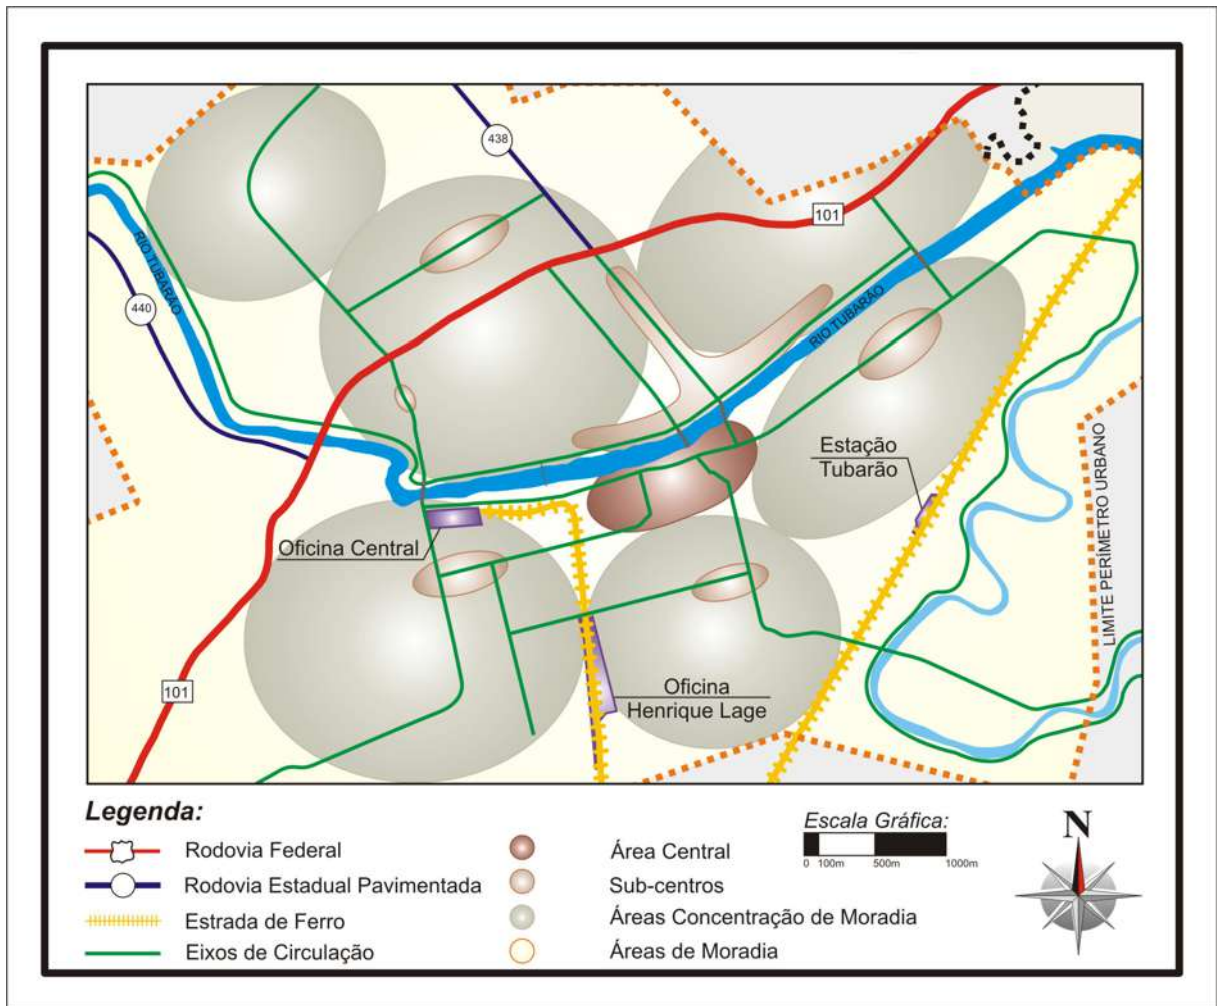 438
101
RIO TUBARÃO
440
RIO TUBARÃO
Estação
Tubarão
LIMITE PERÍMETRO URBANO
Oficina Central
101
Oficina
Henrique Lage
Legenda:
Rodovia Federal
Rodovia Estadual Pavimentada
Estrada de Ferro
Eixos de Circulação
Área Central
Sub-centros
Áreas Concentração de Moradia
Áreas de Moradia
Escala Gráfica:
0 100m 500m 1000m
N